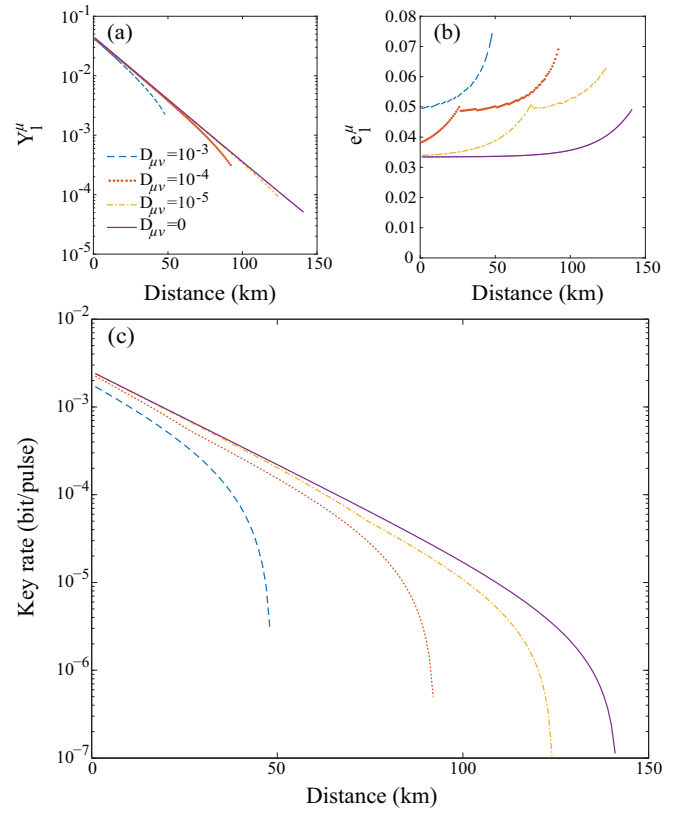 (a)
10⁻¹
10⁻²
10⁻³
10⁻⁴
10⁻⁵
Y₁^μ
D_μν=10⁻³
D_μν=10⁻⁴
D_μν=10⁻⁵
D_μν=0
0 50 100 150
Distance (km)
(b)
0.08
0.07
0.06
0.05
0.04
0.03
0.02
0.01
0.00
e₁^μ
0 50 100 150
Distance (km)
(c)
10⁻²
10⁻³
10⁻⁴
10⁻⁵
10⁻⁶
10⁻⁷
Key rate (bit/pulse)
0 50 100 150
Distance (km)